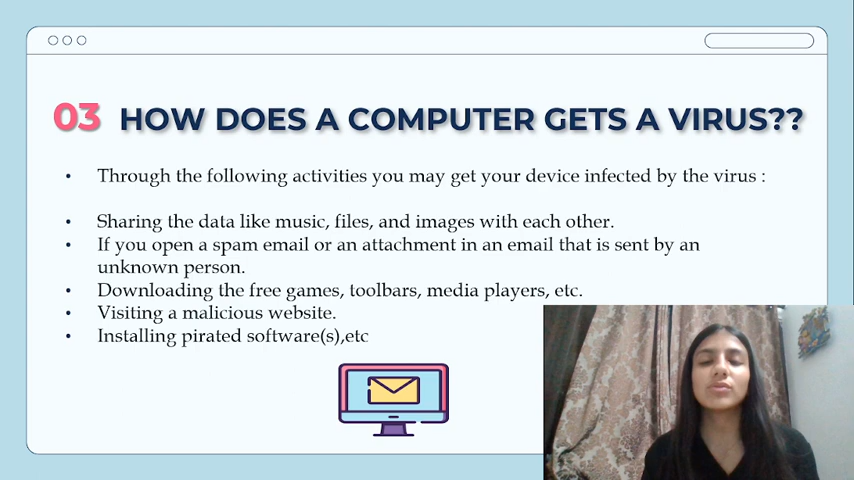 03 HOW DOES A COMPUTER GETS A VIRUS??
• Through the following activities you may get your device infected by the virus :
• Sharing the data like music, files, and images with each other.
• If you open a spam email or an attachment in an email that is sent by an
unknown person.
• Downloading the free games, toolbars, media players, etc.
• Visiting a malicious website.
• Installing pirated software(s),etc